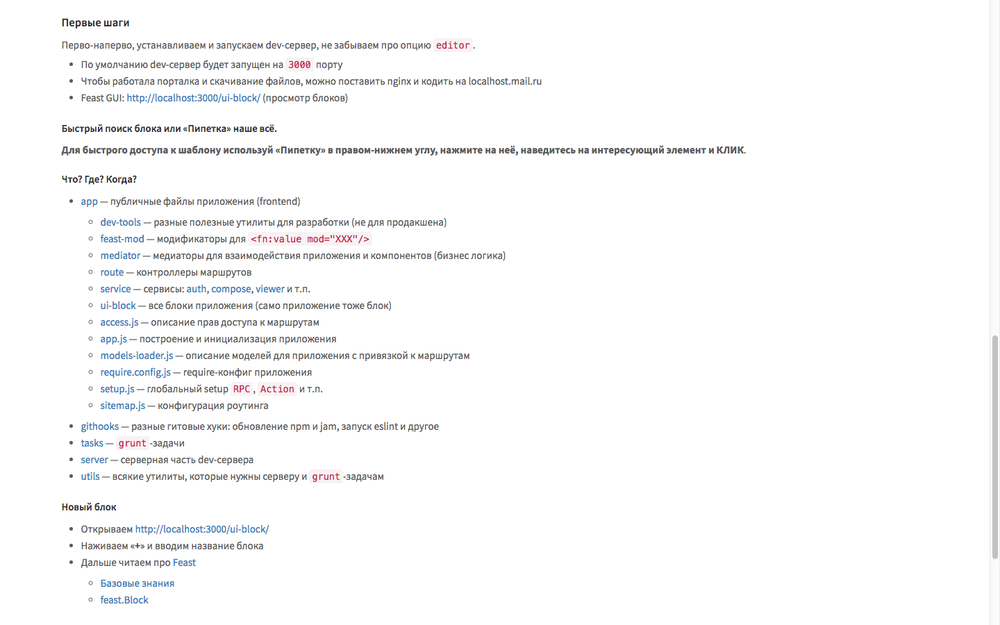 Первые шаги
Перво-наперво, устанавливаем и запускаем dev-сервер, не забываем про опцию editor.
По умолчанию dev-сервер будет запущен на 3000 порту
Чтобы работала порталка и скачивание файлов, можно поставить nginx и кодить на localhost.mail.ru
Feast GUI: http://localhost:3000/ui-block/ (просмотр блоков)
Быстрый поиск блока или «Пипетка» наше всё.
Для быстрого доступа к шаблону используй «Пипетку» в правом-нижнем углу, нажмите на неё, наведитесь на интересующий элемент и КЛИК.
Что? Где? Когда?
app — публичные файлы приложения (frontend)
dev-tools — разные полезные утилиты для разработки (не для продакшена)
feast-mod — модификаторы для <fn:value mod="XXX"/>
mediator — медиаторы для взаимодействия приложения и компонентов (бизнес логика)
route — контроллеры маршрутов
service — сервисы: auth, compose, viewer и т.п.
ui-block — все блоки приложения (само приложение тоже блок)
access.js — описание прав доступа к маршрутам
app.js — построение и инициализация приложения
models-loader.js — описание моделей для приложения с привязкой к маршрутам
require.config.js — require-конфиг приложения
setup.js — глобальный setup RPC, Action и т.п.
sitemap.js — конфигурация роутинга
githooks — разные гитовые хуки: обновление npm и jam, запуск eslint и другое
tasks — grunt-задачи
server — серверная часть dev-сервера
utils — всякие утилиты, которые нужны серверу и grunt-задачам
Новый блок
Открываем http://localhost:3000/ui-block/
Наживаем «+» и вводим название блока
Дальше читаем про Feast
Базовые знания
feast.Block